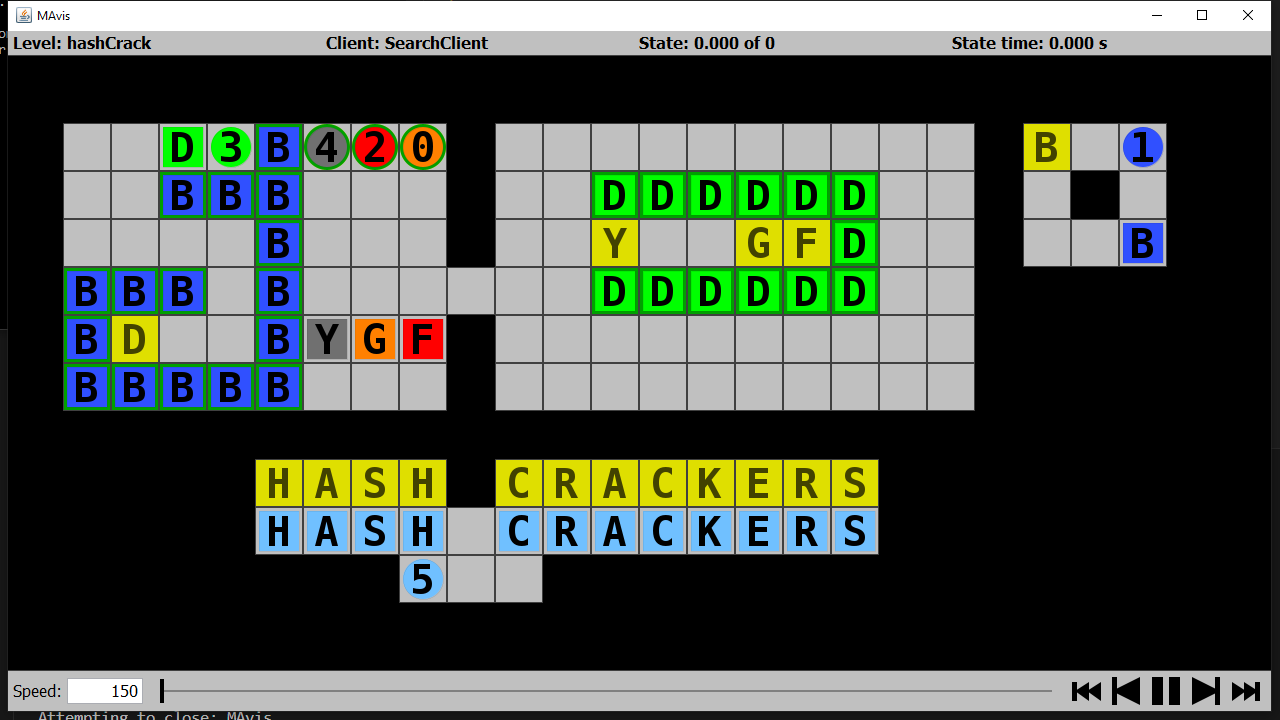 MAvis
Level: hashCrack Client: SearchClient State: 0.000 of 0 State time: 0.000 s
D 3 B 4 2 0 B 1
B B B D D D D D D
B Y G F D B
B B B B D D D D D D
B D B Y G F
B B B B B
H A S H C R A C K E R S
H A S H C R A C K E R S
5
Speed: 150
Attempting to close: MAvis